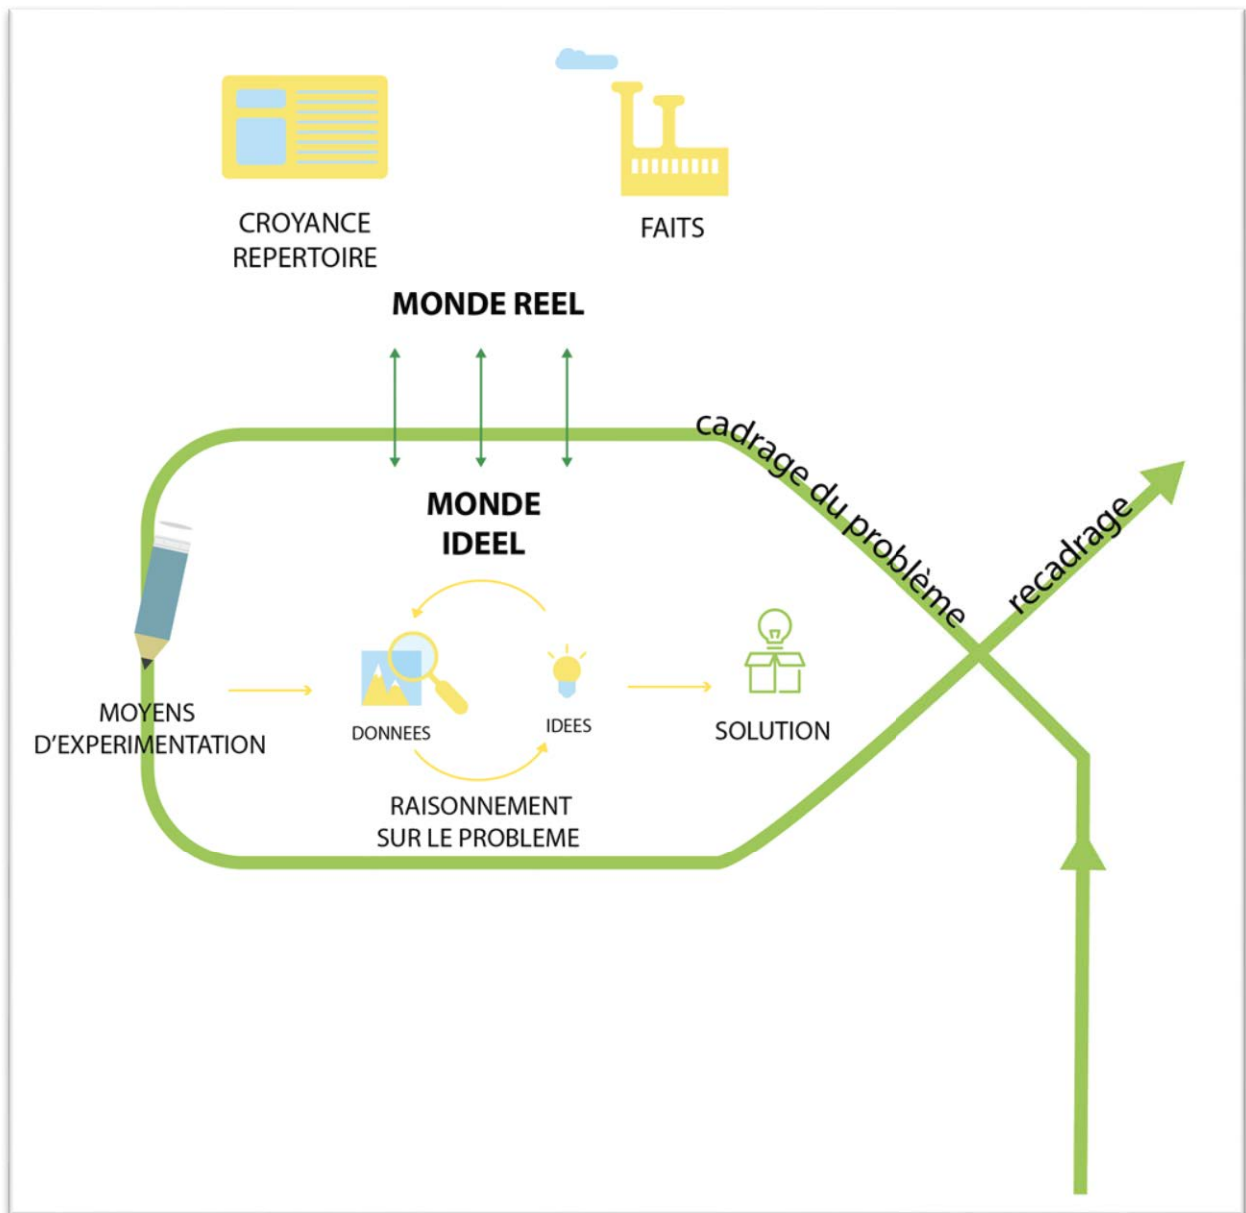 CROYANCE
REPERTOIRE
FAITS
MONDE REEL
cadrage du problème
recadrage
MONDE
IDEEL
MOYENS
D'EXPERIMENTATION
DONNEES
IDEES
SOLUTION
RAISONNEMENT
SUR LE PROBLEME